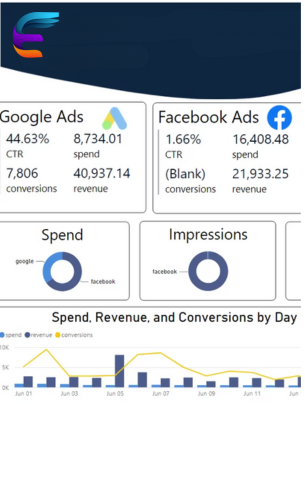 Google Ads
44.63% 8,734.01
CTR spend
7,806 40,937.14
conversions revenue
Facebook Ads
1.66% 16,408.48
CTR spend
(Blank) 21,933.25
conversions revenue
Spend
google
facebook
Impressions
facebook
Spend, Revenue, and Conversions by Day
spend revenue conversions
10K
5K
0K
Jun 01 Jun 03 Jun 05 Jun 07 Jun 09 Jun 11 Jun